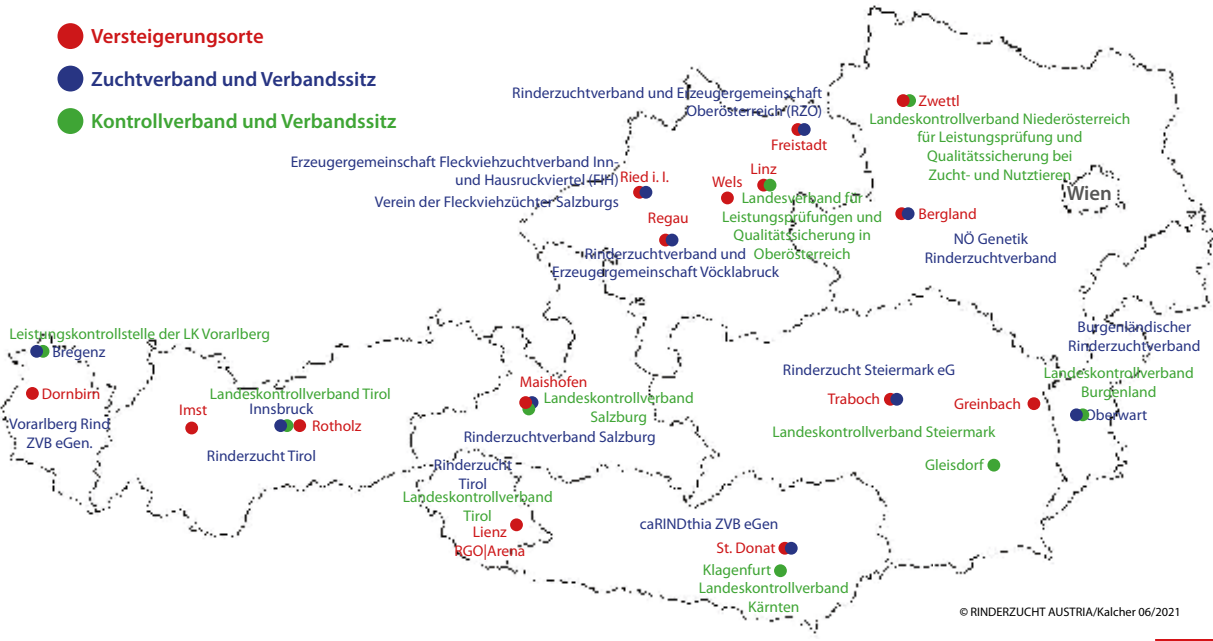 Versteigerungsorte
Zuchtverband und Verbandssitz
Kontrollverband und Verbandssitz
Rinderzuchtverband und Erzeugergemeinschaft
Oberösterreich (RZO)
Freistadt
Zwettl
Landeskontrollverband Niederösterreich
für Leistungsprüfung und
Qualitätssicherung bei
Zucht- und Nutztieren
Wien
Erzeugergemeinschaft Fleckviehzuchtverband Inn-
und Hausruckviertel (FIH)
Verein der Fleckviehzüchter Salzburgs
Ried i. I.
Wels
Linz
Landesverband für
Leistungsprüfungen und
Qualitätssicherung in
Oberösterreich
Regau
Rinderzuchtverband und
Erzeugergemeinschaft Vöcklabruck
Bergland
NÖ Genetik
Rinderzuchtverband
Leistungskontrollstelle der LK Vorarlberg
Bregenz
Dornbirn
Vorarlberg Rind
ZVB eGen.
Imst
Landeskontrollverband Tirol
Innsbruck
Rotholz
Rinderzucht Tirol
Maishofen
Landeskontrollverband
Salzburg
Rinderzuchtverband Salzburg
Rinderzucht
Tirol
Landeskontrollverband
Tirol
Lienz
RGO|Arena
Rinderzucht Steiermark eG
Traboch
Landeskontrollverband Steiermark
Greinbach
Gleisdorf
Burgenländischer
Rinderzuchtverband
Landeskontrollverband
Burgenland
Oberwart
caRINDthia ZVB eGen
St. Donat
Klagenfurt
Landeskontrollverband
Kärnten
© RINDERZUCHT AUSTRIA/Kalcher 06/2021